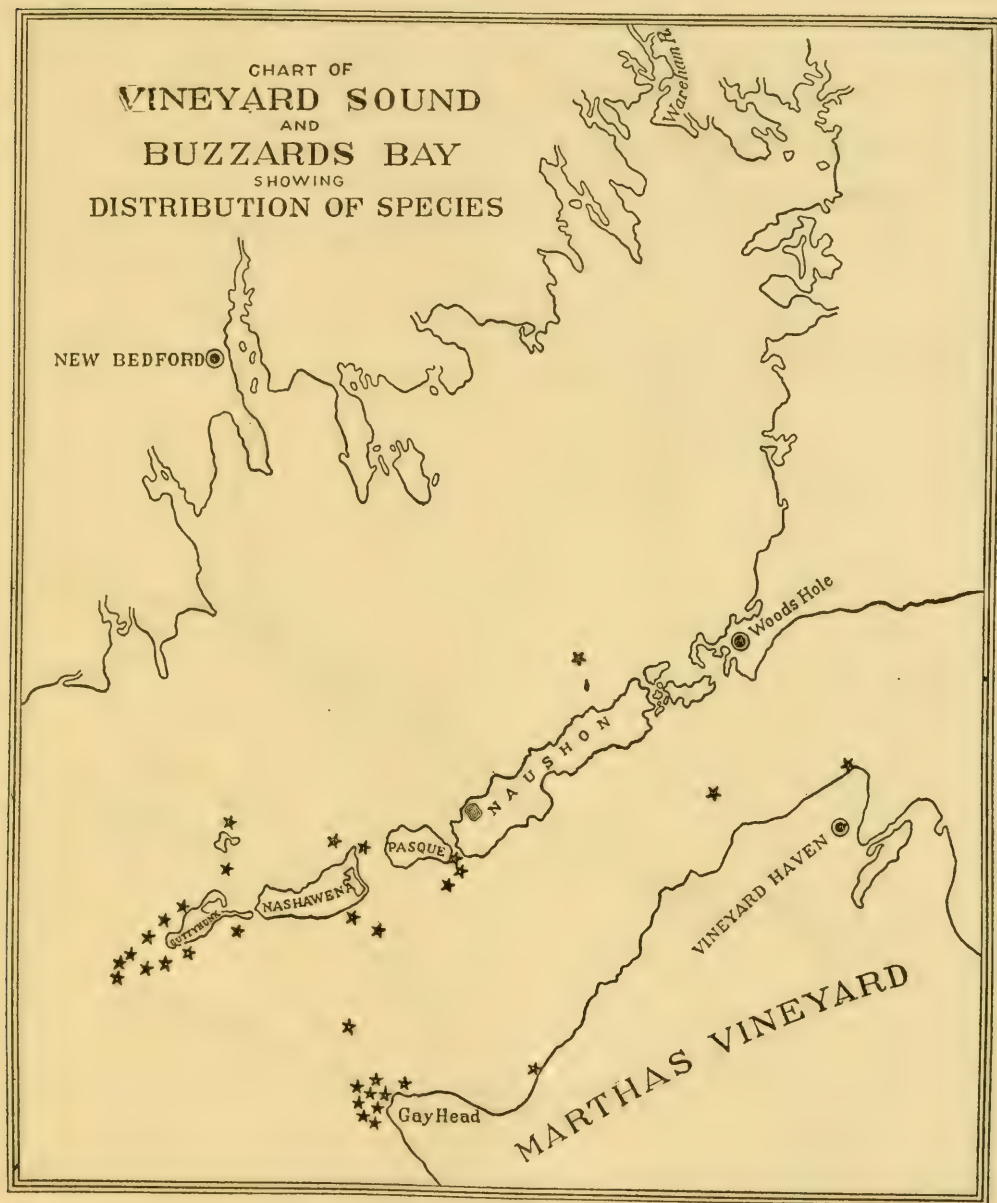 CHART OF
VINEYARD SOUND
AND
BUZZARDS BAY
SHOWING
DISTRIBUTION OF SPECIES
Wareham R.
NEW BEDFORD
Woods Hole
NAUSHON
PASQUE
NASHAWENA
CUTTYHUNK
VINEYARD HAVEN
MARTHAS VINEYARD
Gay Head